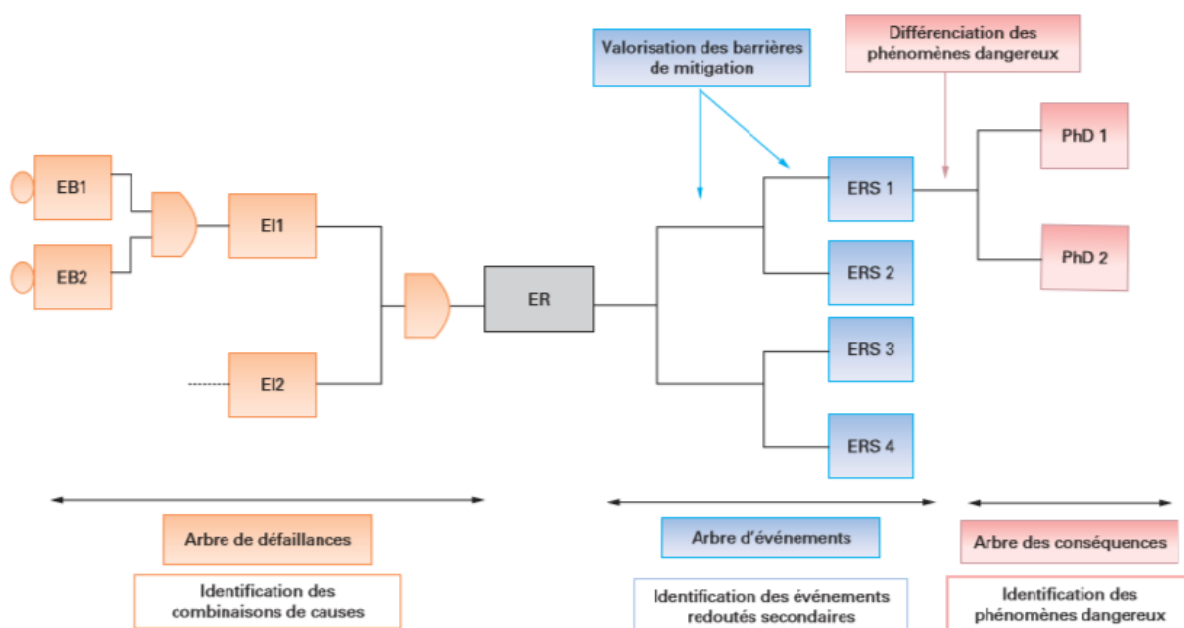 Valorisation des barrières
de mitigation
Différenciation des
phénomènes dangereux
PhD 1
EB1
ERS 1
EI1
PhD 2
EB2
ERS 2
ER
ERS 3
EI2
ERS 4
Arbre de défaillances
Arbre d'événements
Arbre des conséquences
Identification des
combinaisons de causes
Identification des événements
redoutés secondaires
Identification des
phénomènes dangereux